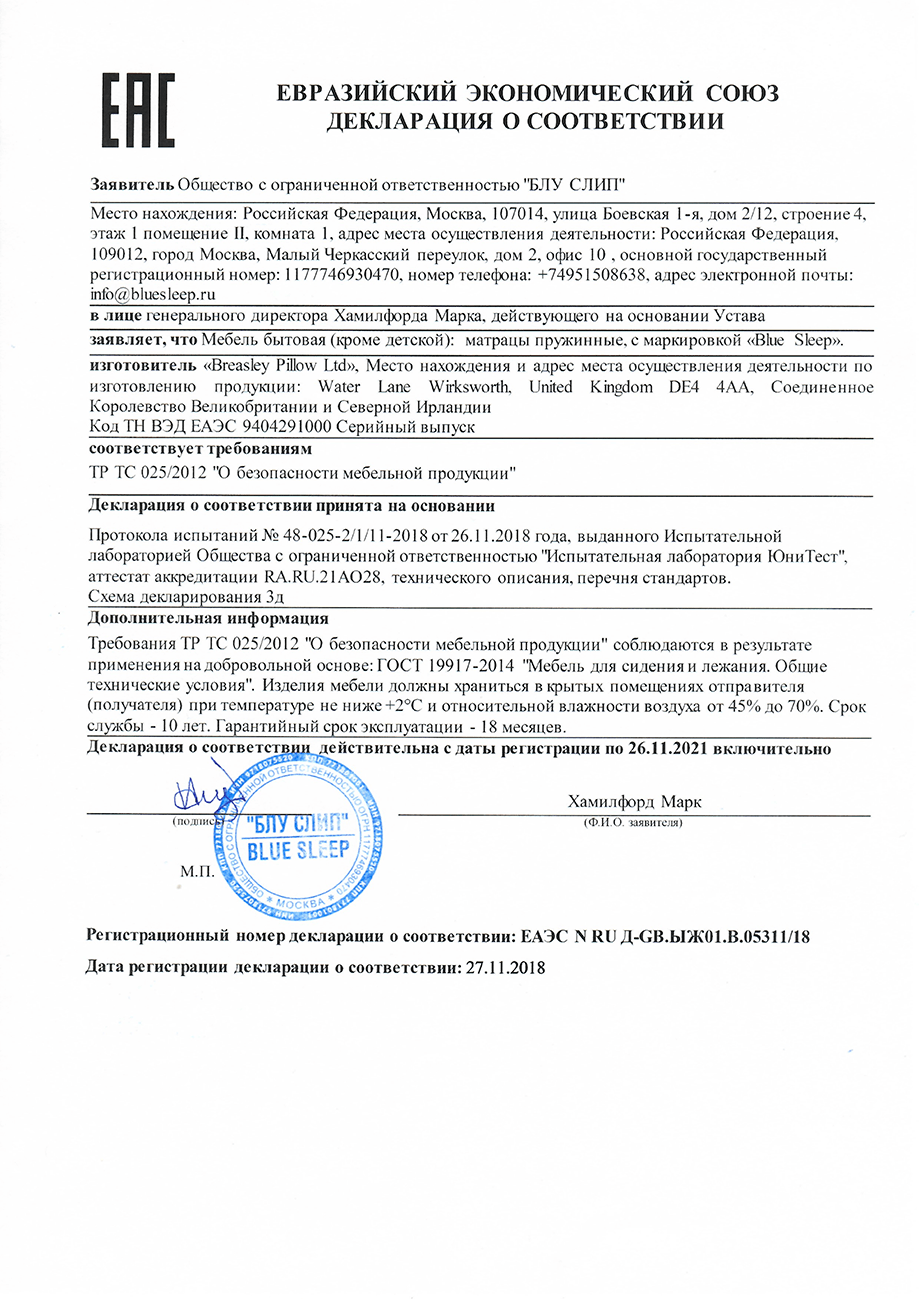 ЕАС
ЕВРАЗИЙСКИЙ ЭКОНОМИЧЕСКИЙ СОЮЗ
ДЕКЛАРАЦИЯ О СООТВЕТСТВИИ
Заявитель Общество с ограниченной ответственностью "БЛУ СЛИП"
Место нахождения: Российская Федерация, Москва, 107014, улица Боевская 1-я, дом 2/12, строение 4,
этаж 1 помещение II, комната 1, адрес места осуществления деятельности: Российская Федерация,
109012, город Москва, Малый Черкасский переулок, дом 2, офис 10 , основной государственный
регистрационный номер: 1177746930470, номер телефона: +74951508638, адрес электронной почты:
info@bluesleep.ru
в лице генерального директора Хамилфорда Марка, действующего на основании Устава
заявляет, что Мебель бытовая (кроме детской): матрацы пружинные, с маркировкой «Blue Sleep».
изготовитель «Breasley Pillow Ltd», Место нахождения и адрес места осуществления деятельности по
изготовлению продукции: Water Lane Wirksworth, United Kingdom DE4 4AA, Соединенное
Королевство Великобритании и Северной Ирландии
Код ТН ВЭД ЕАЭС 9404291000 Серийный выпуск
соответствует требованиям
ТР ТС 025/2012 "О безопасности мебельной продукции"
Декларация о соответствии принята на основании
Протокола испытаний № 48-025-2/1/11-2018 от 26.11.2018 года, выданного Испытательной
лабораторией Общества с ограниченной ответственностью "Испытательная лаборатория ЮниТест",
аттестат аккредитации RA.RU.21АО28, технического описания, перечня стандартов.
Схема декларирования 3д
Дополнительная информация
Требования ТР ТС 025/2012 "О безопасности мебельной продукции" соблюдаются в результате
применения на добровольной основе: ГОСТ 19917-2014 "Мебель для сидения и лежания. Общие
технические условия". Изделия мебели должны храниться в крытых помещениях отправителя
(получателя) при температуре не ниже +2°С и относительной влажности воздуха от 45% до 70%. Срок
службы - 10 лет. Гарантийный срок эксплуатации - 18 месяцев.
Декларация о соответствии действительна с даты регистрации по 26.11.2021 включительно
Хамилфорд Марк
(подпись)
(Ф.И.О. заявителя)
ОБЩЕСТВО С ОГРАНИЧЕННОЙ ОТВЕТСТВЕННОСТЬЮ ОГРН 1177746930470
"БЛУ СЛИП"
BLUE SLEEP
* МОСКВА *
М.П.
Регистрационный номер декларации о соответствии: ЕАЭС N RU Д-GB.ЫЖ01.В.05311/18
Дата регистрации декларации о соответствии: 27.11.2018